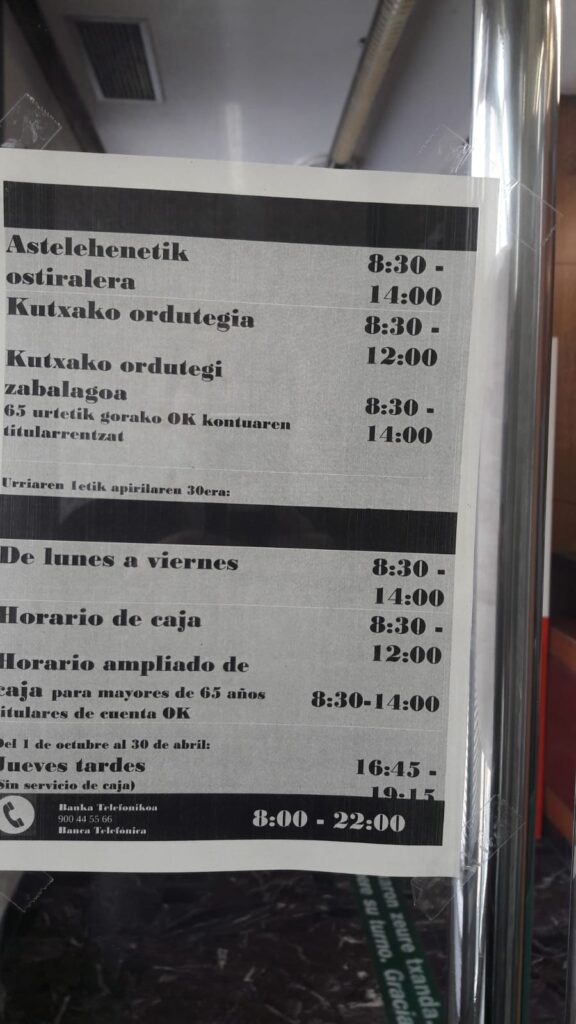 Astelehenetik 8:30 -
ostiralera 14:00
Kutxako ordutegia 8:30 -
12:00
Kutxako ordutegi
zabalagoa 8:30 -
65 urtetik gorako OK kontuaren
titularrentzat 14:00
Urriaren 1etik apirilaren 30era:
De lunes a viernes 8:30 -
14:00
Horario de caja 8:30 -
12:00
Horario ampliado de
caja para mayores de 65 años 8:30-14:00
titulares de cuenta OK
Del 1 de octubre al 30 de abril:
Jueves tardes 16:45 -
(Sin servicio de caja) 19:15
Banka Telefonikoa
900 44 55 66 8:00 - 22:00
Banca Telefónica
zeure txanda.
su turno. Gracia